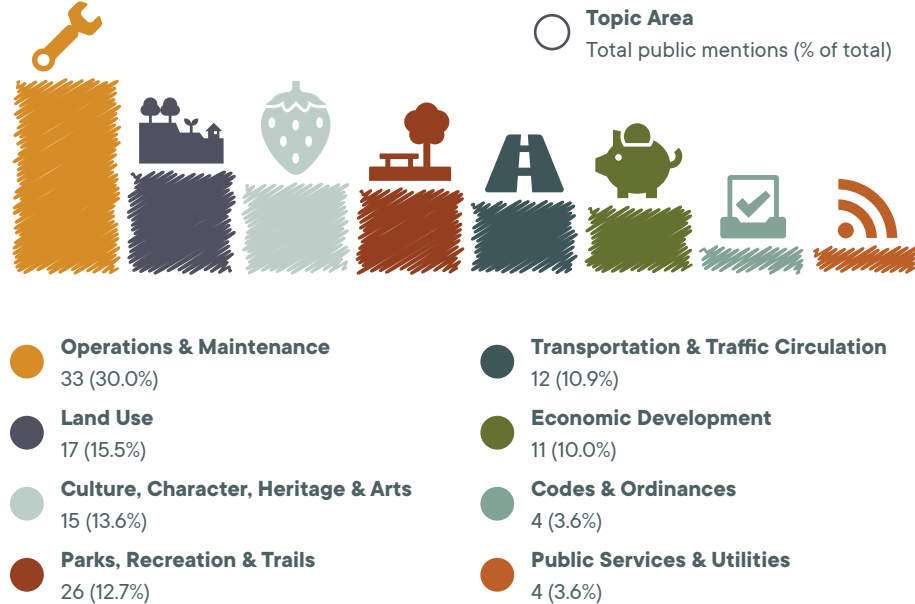 Topic Area
Total public mentions (% of total)
Operations & Maintenance
33 (30.0%)
Land Use
17 (15.5%)
Culture, Character, Heritage & Arts
15 (13.6%)
Parks, Recreation & Trails
26 (12.7%)
Transportation & Traffic Circulation
12 (10.9%)
Economic Development
11 (10.0%)
Codes & Ordinances
4 (3.6%)
Public Services & Utilities
4 (3.6%)